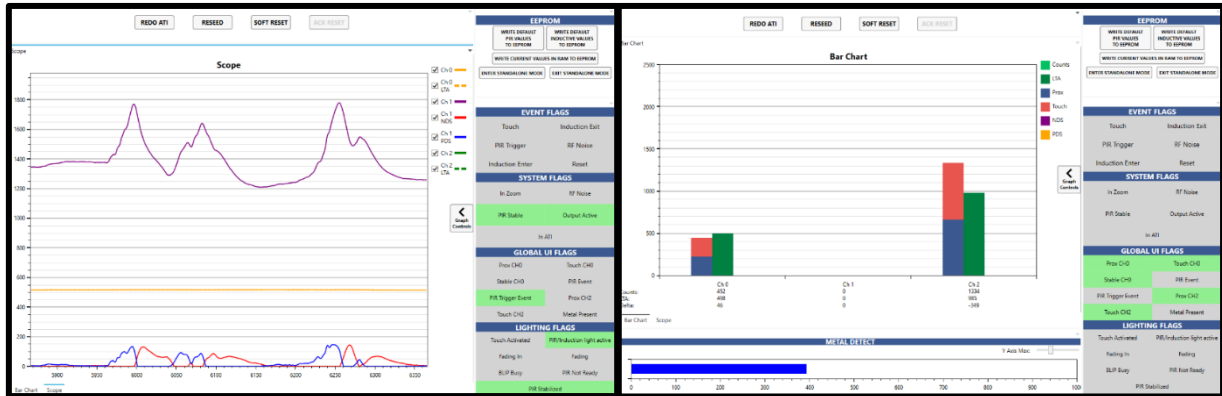 REDO ATI
RESEED
SOFT RESET
ACK RESET
Scope
Scope
1800
1600
1400
1200
1000
800
600
400
200
0
Ch 0
Ch 0
LTA
Ch 1
Ch 1
NDS
Ch 1
PDS
Ch 2
Ch 2
LTA
Graph
Controls
Bar Chart
Scope
EEPROM
WRITE DEFAULT
PIR VALUES
TO EEPROM
WRITE DEFAULT
INDUCTIVE VALUES
TO EEPROM
WRITE CURRENT VALUES IN RAM TO EEPROM
ENTER STANDALONE MODE
EXIT STANDALONE MODE
EVENT FLAGS
Touch
Induction Exit
PIR Trigger
RF Noise
Induction Enter
Reset
SYSTEM FLAGS
In Zoom
RF Noise
PIR Stable
Output Active
In ATI
GLOBAL UI FLAGS
Prox CH0
Touch CH0
Stable CH0
PIR Event
PIR Trigger Event
Prox CH2
Touch CH2
Metal Present
LIGHTING FLAGS
Touch Activated
PIR/Induction light active
Fading In
Fading
BLIP Busy
PIR Not Ready
PIR Stabilized
REDO ATI
RESEED
SOFT RESET
ACK RESET
Bar Chart
Bar Chart
2500
2000
1500
1000
500
0
Counts
LTA
Prox
Touch
NDS
PDS
Graph
Controls
Ch 0
Ch 1
Ch 2
Counts:
452
0
1334
LTA:
498
0
985
Delta:
46
0
-349
Bar Chart
Scope
METAL DETECT
Y Axis Max:
0
100
200
300
400
500
600
700
800
900
EEPROM
WRITE DEFAULT
PIR VALUES
TO EEPROM
WRITE DEFAULT
INDUCTIVE VALUES
TO EEPROM
WRITE CURRENT VALUES IN RAM TO EEPROM
ENTER STANDALONE MODE
EXIT STANDALONE MODE
EVENT FLAGS
Touch
Induction Exit
PIR Trigger
RF Noise
Induction Enter
Reset
SYSTEM FLAGS
In Zoom
RF Noise
PIR Stable
Output Active
In ATI
GLOBAL UI FLAGS
Prox CH0
Touch CH0
Stable CH0
PIR Event
PIR Trigger Event
Prox CH2
Touch CH2
Metal Present
LIGHTING FLAGS
Touch Activated
PIR/Induction light active
Fading In
Fading
BLIP Busy
PIR Not Ready
PIR Stabilized